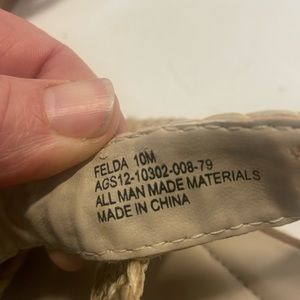 FELDA 10M
AGS12-10302-008-79
ALL MAN MADE MATERIALS
MADE IN CHINA